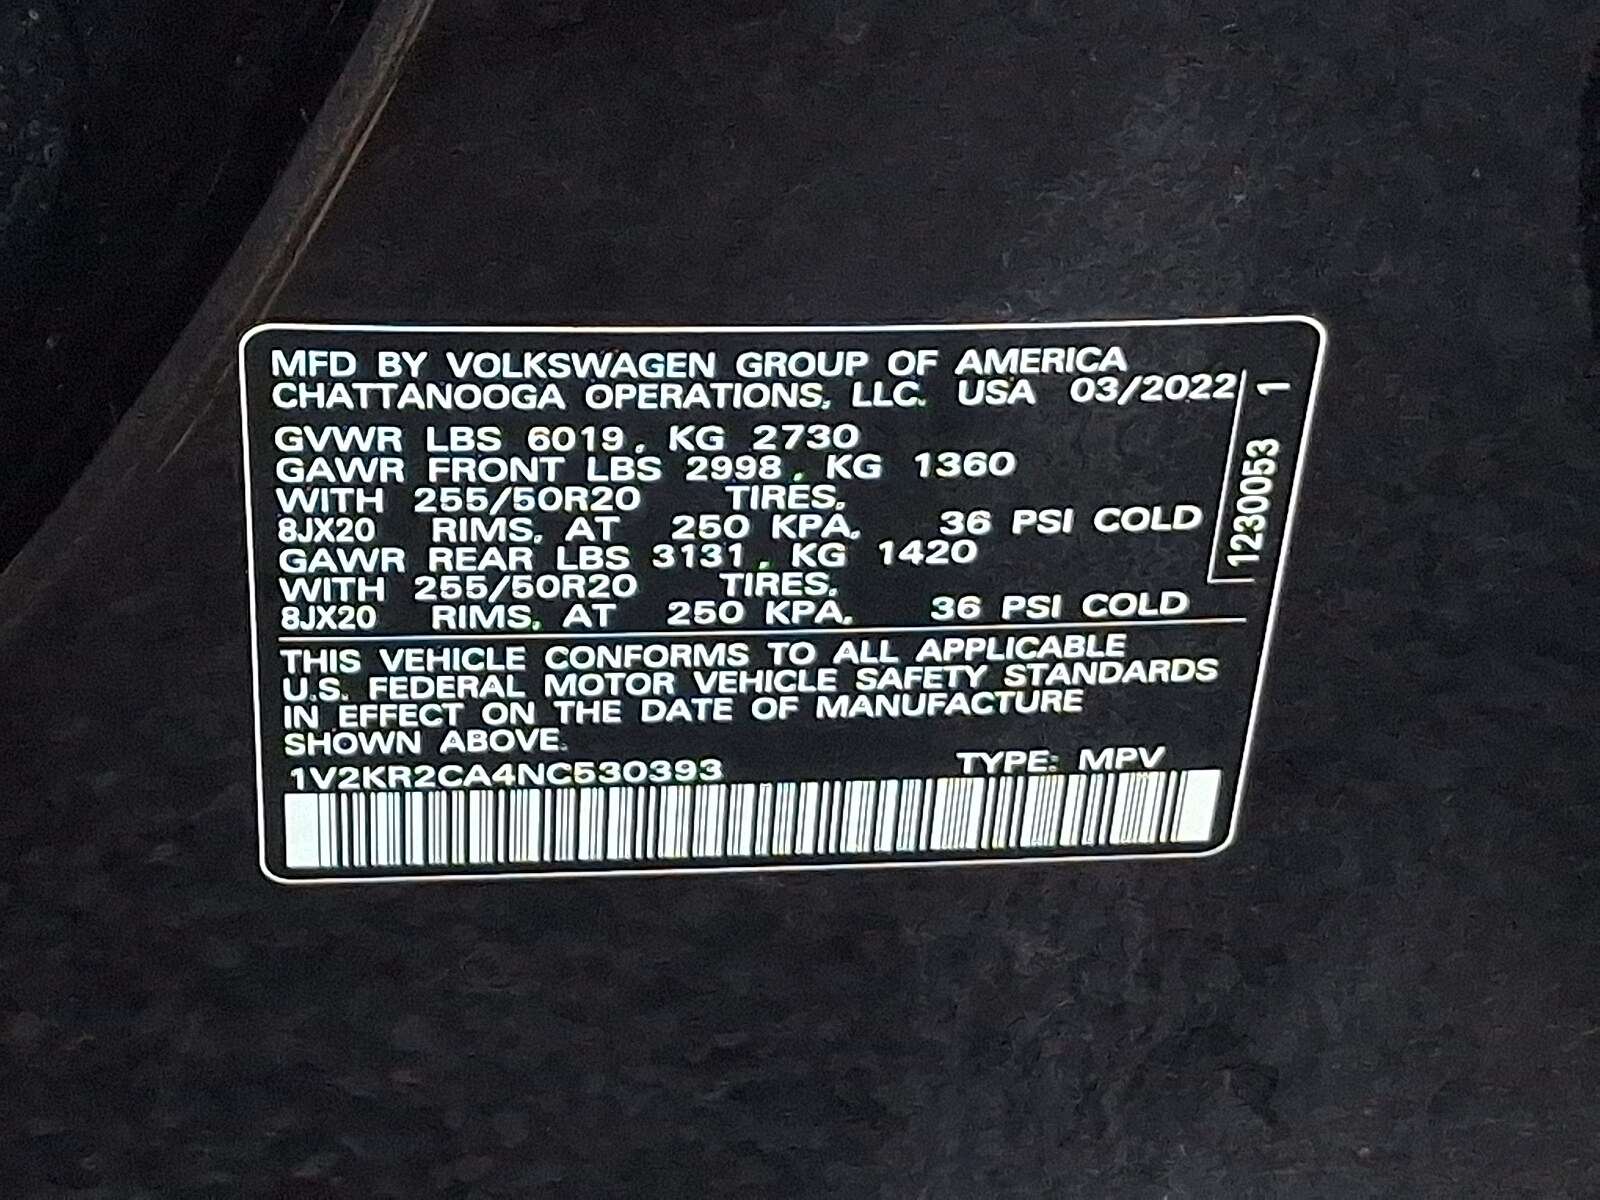 MFD BY VOLKSWAGEN GROUP OF AMERICA
CHATTANOOGA OPERATIONS, LLC. USA 03/2022
GVWR LBS 6019, KG 2730
GAWR FRONT LBS 2998, KG 1360
WITH 255/50R20 TIRES,
8JX20 RIMS, AT 250 KPA, 36 PSI COLD
GAWR REAR LBS 3131, KG 1420
WITH 255/50R20 TIRES,
8JX20 RIMS, AT 250 KPA, 36 PSI COLD
THIS VEHICLE CONFORMS TO ALL APPLICABLE
U.S. FEDERAL MOTOR VEHICLE SAFETY STANDARDS
IN EFFECT ON THE DATE OF MANUFACTURE
SHOWN ABOVE.
1V2KR2CA4NC530393 TYPE: MPV
1230053 1